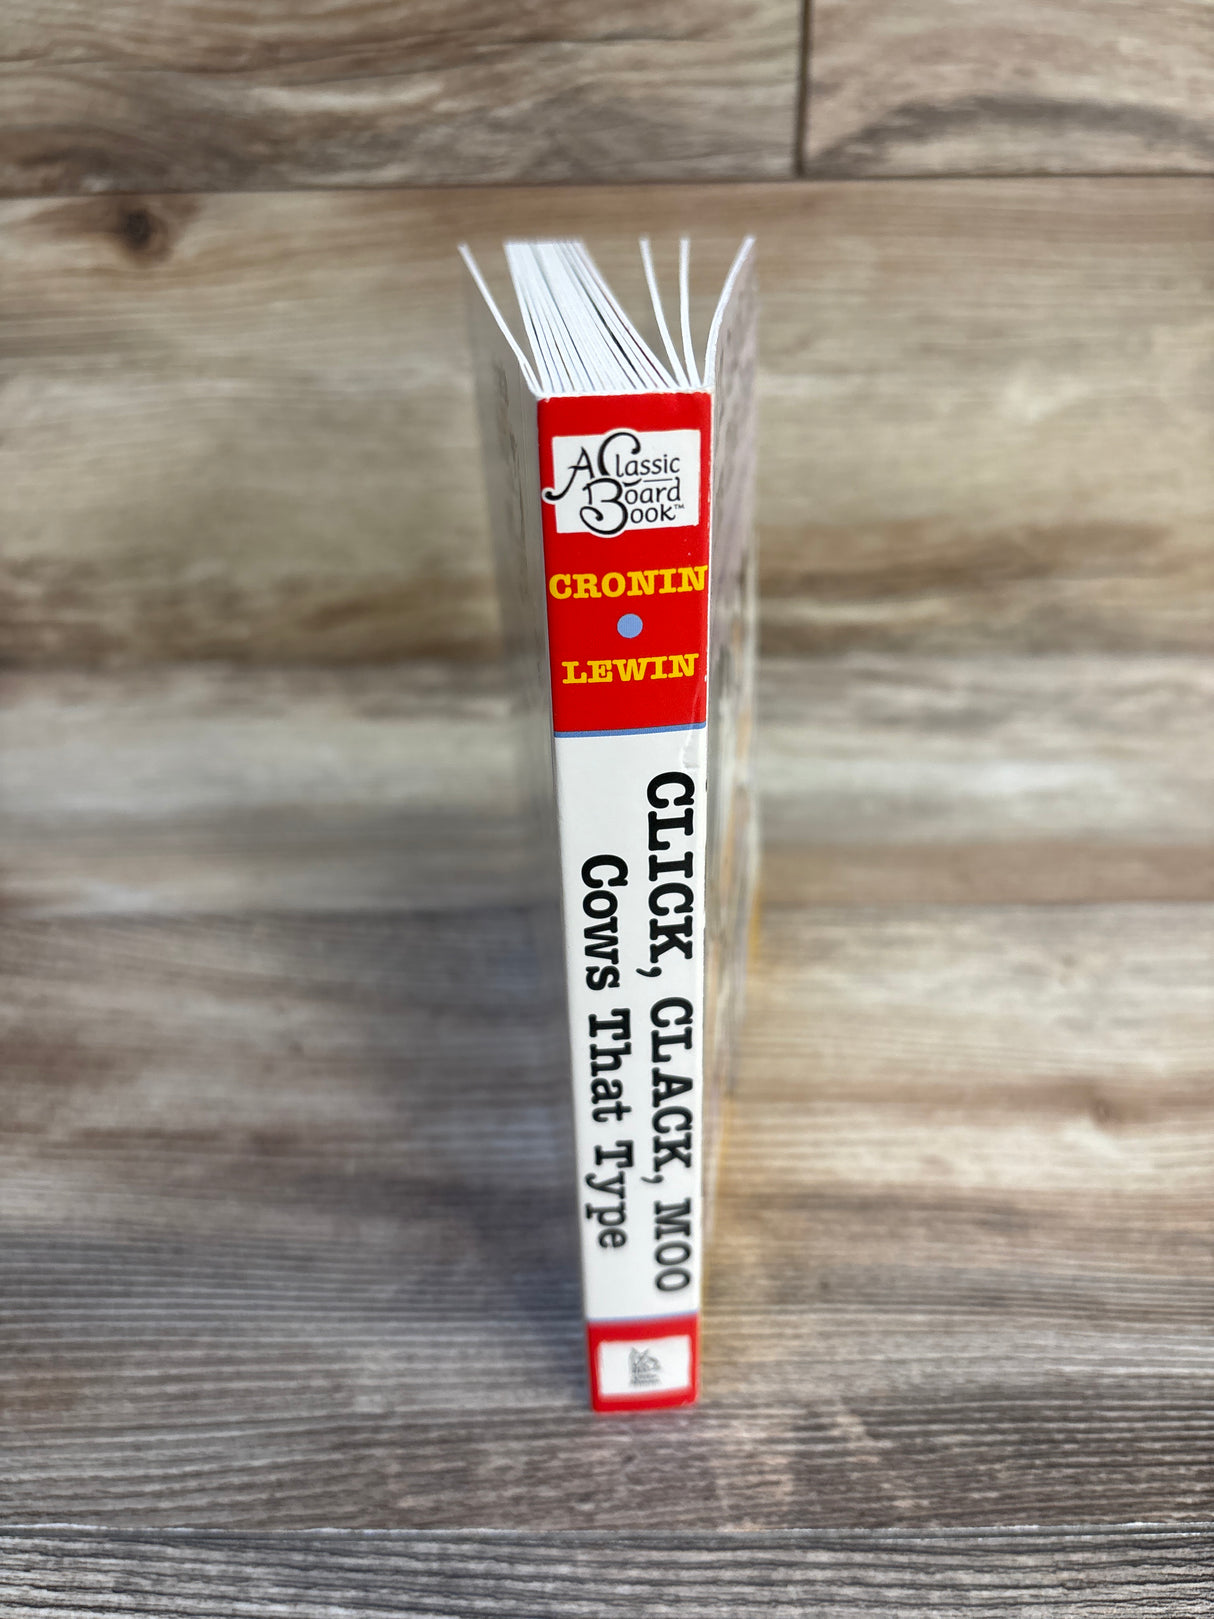 A Classic
Board
Book™
CRONIN
LEWIN
CLICK, CLACK, MOO
Cows That Type